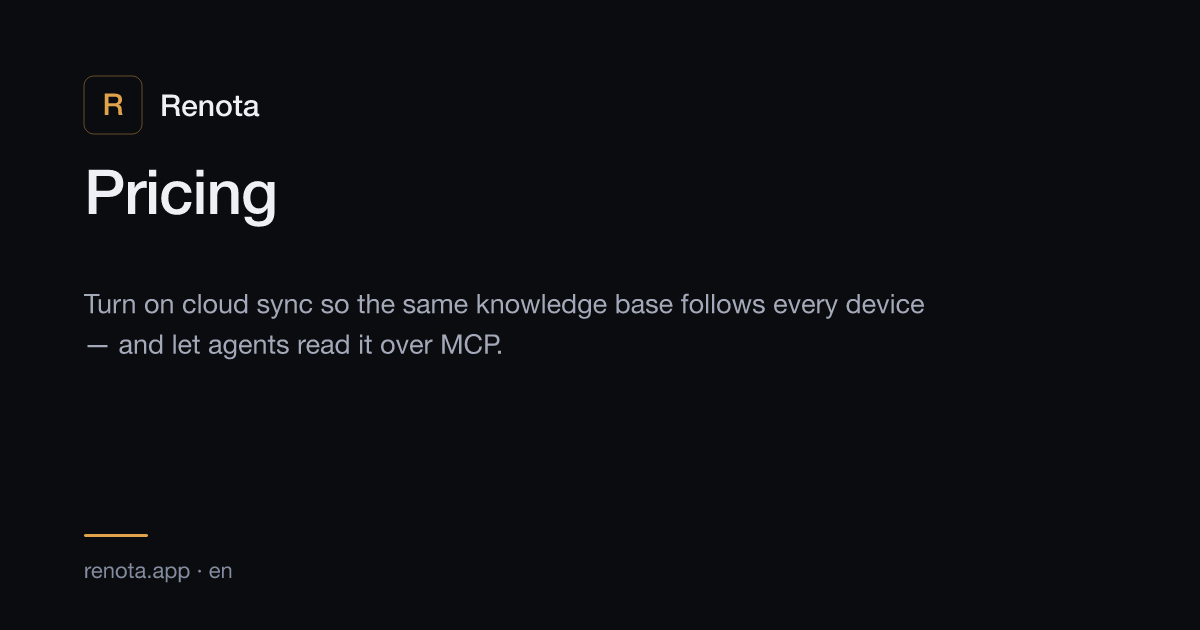 R
Renota
Pricing
Turn on cloud sync so the same knowledge base follows every device
— and let agents read it over MCP.
renota.app · en